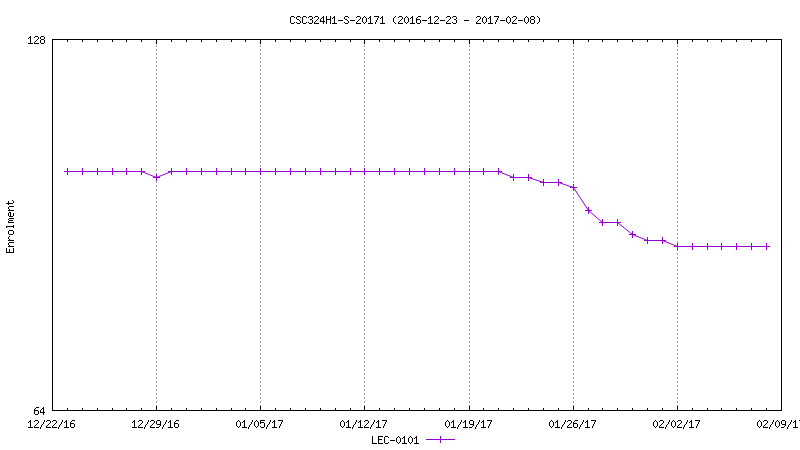 CSC324H1-S-20171 (2016-12-23 - 2017-02-08)
128
Enrolment
64
12/22/16 12/29/16 01/05/17 01/12/17 01/19/17 01/26/17 02/02/17 02/09/17
LEC-0101